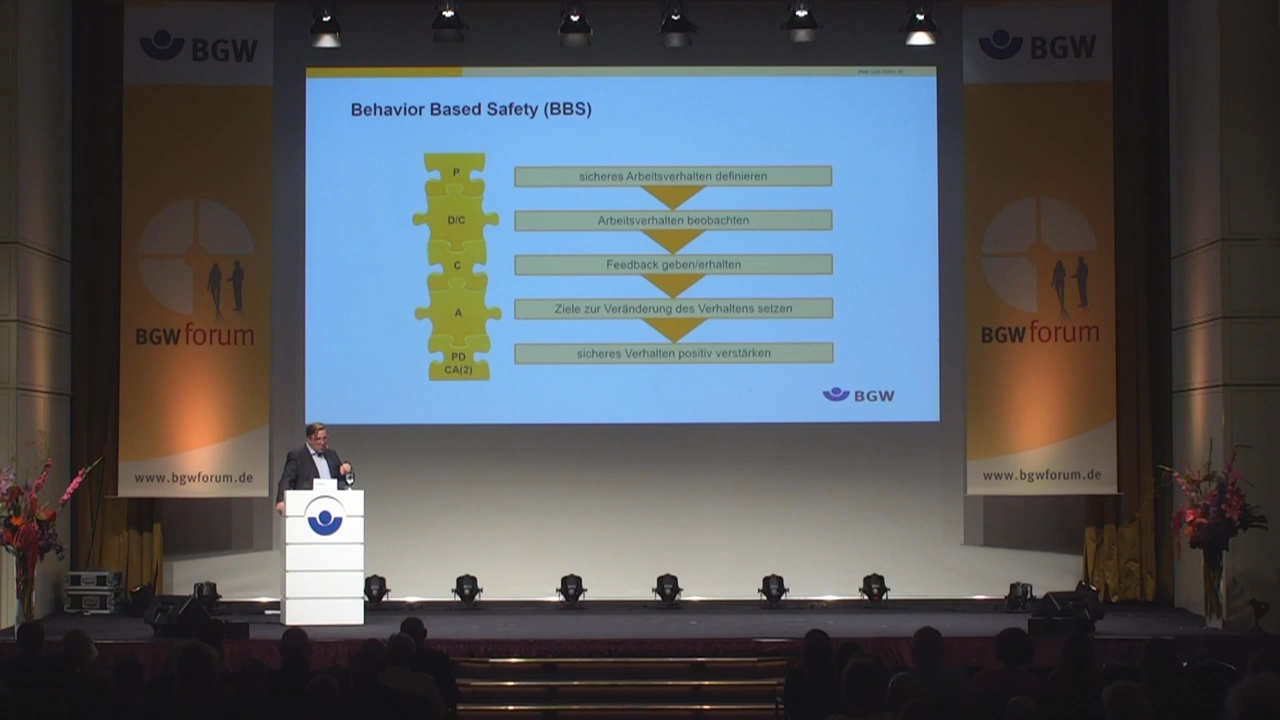 BGW
BGW
Behavior Based Safety (BBS)
P
sicheres Arbeitsverhalten definieren
D/C
Arbeitsverhalten beobachten
C
Feedback geben/erhalten
A
Ziele zur Veränderung des Verhaltens setzen
PD
CA(2)
sicheres Verhalten positiv verstärken
BGW
BGW forum
BGW forum
www.bgwforum.de
www.bgwforum.de